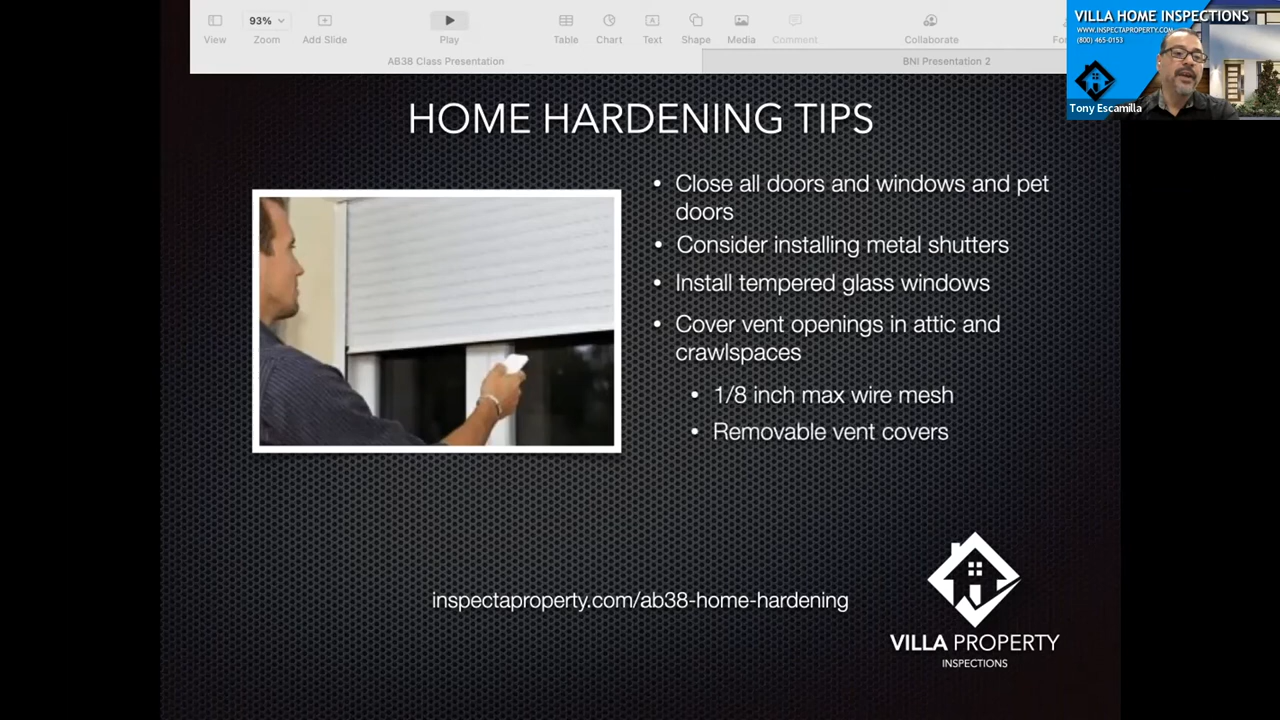 View
93%
Zoom
Add Slide
Play
Table
Chart
Text
Shape
Media
Comment
Collaborate
AB38 Class Presentation
BNI Presentation 2
VILLA HOME INSPECTIONS
WWW.INSPECTAPROPERTY.COM
(800) 465-0153
Tony Escamilla
HOME HARDENING TIPS
• Close all doors and windows and pet
doors
• Consider installing metal shutters
• Install tempered glass windows
• Cover vent openings in attic and
crawlspaces
• 1/8 inch max wire mesh
• Removable vent covers
inspectaproperty.com/ab38-home-hardening
VILLA PROPERTY
INSPECTIONS